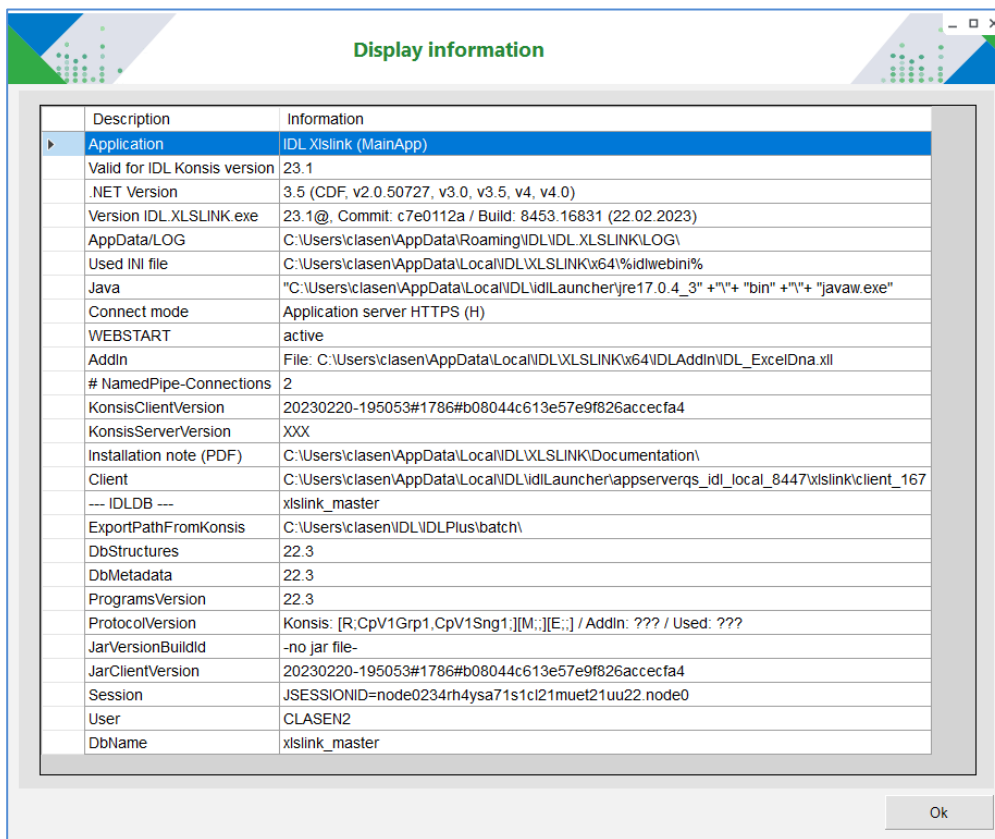 Display information
Description Information
Application IDL Xlslink (MainApp)
Valid for IDL Konsis version 23.1
.NET Version 3.5 (CDF, v2.0.50727, v3.0, v3.5, v4, v4.0)
Version IDL.XLSLINK.exe 23.1@, Commit: c7e0112a / Build: 8453.16831 (22.02.2023)
AppData/LOG C:\Users\clasen\AppData\Roaming\IDL\IDL.XLSLINK\LOG\
Used INI file C:\Users\clasen\AppData\Local\IDL\XLSLINK\x64\%idlwebini%
Java "C:\Users\clasen\AppData\Local\IDL\idlLauncher\jre17.0.4_3" +"\"+ "bin" +"\"+ "javaw.exe"
Connect mode Application server HTTPS (H)
WEBSTART active
AddIn File: C:\Users\clasen\AppData\Local\IDL\XLSLINK\x64\IDLAddIn\IDL_ExcelDna.xll
# NamedPipe-Connections 2
KonsisClientVersion 20230220-195053#1786#b08044c613e57e9f826accecfa4
KonsisServerVersion XXX
Installation note (PDF) C:\Users\clasen\AppData\Local\IDL\XLSLINK\Documentation\
Client C:\Users\clasen\AppData\Local\IDL\idlLauncher\appserverqs_idl_local_8447\xlslink\client_167
--- IDLDB --- xlslink_master
ExportPathFromKonsis C:\Users\clasen\IDL\IDLPlus\batch\
DbStructures 22.3
DbMetadata 22.3
ProgramsVersion 22.3
ProtocolVersion Konsis: [R;CpV1Grp1,CpV1Sng1;][M;;][E;;] / AddIn: ??? / Used: ???
JarVersionBuildId -no jar file-
JarClientVersion 20230220-195053#1786#b08044c613e57e9f826accecfa4
Session JSESSIONID=node0234rh4ysa71s1cl21muet21uu22.node0
User CLASEN2
DbName xlslink_master
Ok